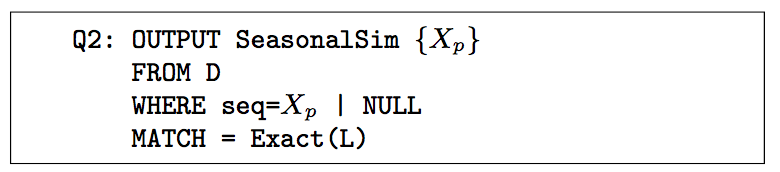 Q2: OUTPUT SeasonalSim {Xₚ}
FROM D
WHERE seq=Xₚ | NULL
MATCH = Exact(L)